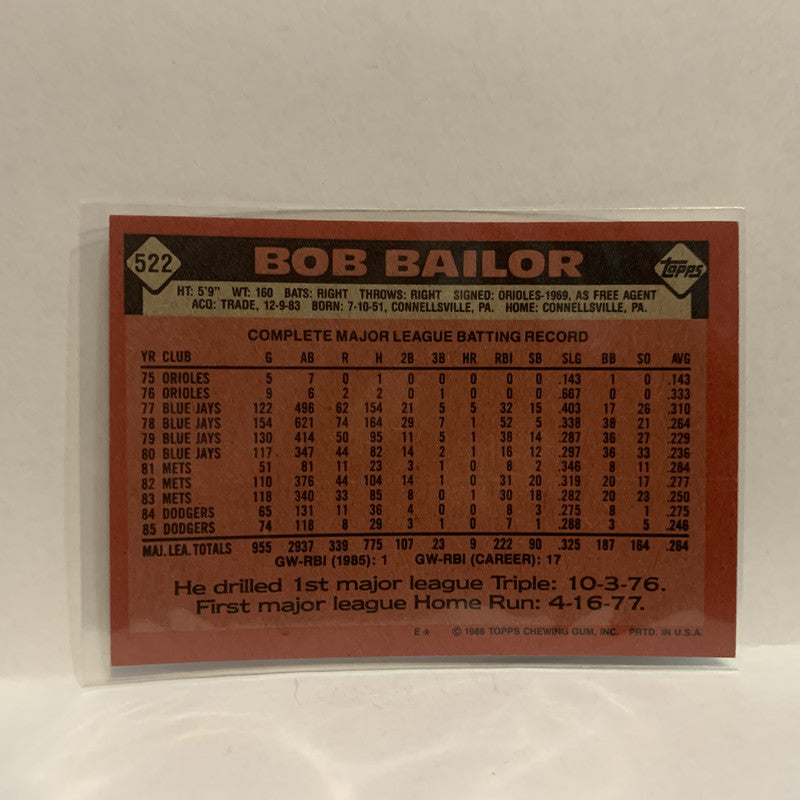 522 BOB BAILOR Topps
HT: 5'9" WT: 160 BATS: RIGHT THROWS: RIGHT SIGNED: ORIOLES-1969, AS FREE AGENT
ACQ: TRADE, 12-9-83 BORN: 7-10-51, CONNELLSVILLE, PA. HOME: CONNELLSVILLE, PA.
COMPLETE MAJOR LEAGUE BATTING RECORD
YR CLUB G AB R H 2B 3B HR RBI SB SLG BB SO AVG
75 ORIOLES 5 7 0 1 0 0 0 0 0 .143 1 0 .143
76 ORIOLES 9 6 2 2 0 1 0 0 0 .667 0 0 .333
77 BLUE JAYS 122 496 62 154 21 5 5 32 15 .403 17 26 .310
78 BLUE JAYS 154 621 74 164 29 7 1 52 5 .338 38 21 .264
79 BLUE JAYS 130 414 50 95 11 5 1 38 14 .287 36 27 .229
80 BLUE JAYS 117 347 44 82 14 2 1 16 12 .297 36 33 .236
81 METS 51 81 11 23 3 1 0 8 2 .346 8 11 .284
82 METS 110 376 44 104 14 1 0 31 20 .319 20 17 .277
83 METS 118 340 33 85 8 0 1 30 18 .282 20 23 .250
84 DODGERS 65 131 11 36 4 0 0 8 3 .275 8 1 .275
85 DODGERS 74 118 8 29 3 1 0 7 1 .288 3 5 .246
MAJ. LEA. TOTALS 955 2937 339 775 107 23 9 222 90 .325 187 164 .264
GW-RBI (1985): 1 GW-RBI (CAREER): 17
He drilled 1st major league Triple: 10-3-76.
First major league Home Run: 4-16-77.
E★ © 1986 TOPPS CHEWING GUM, INC. PRTD. IN U.S.A.